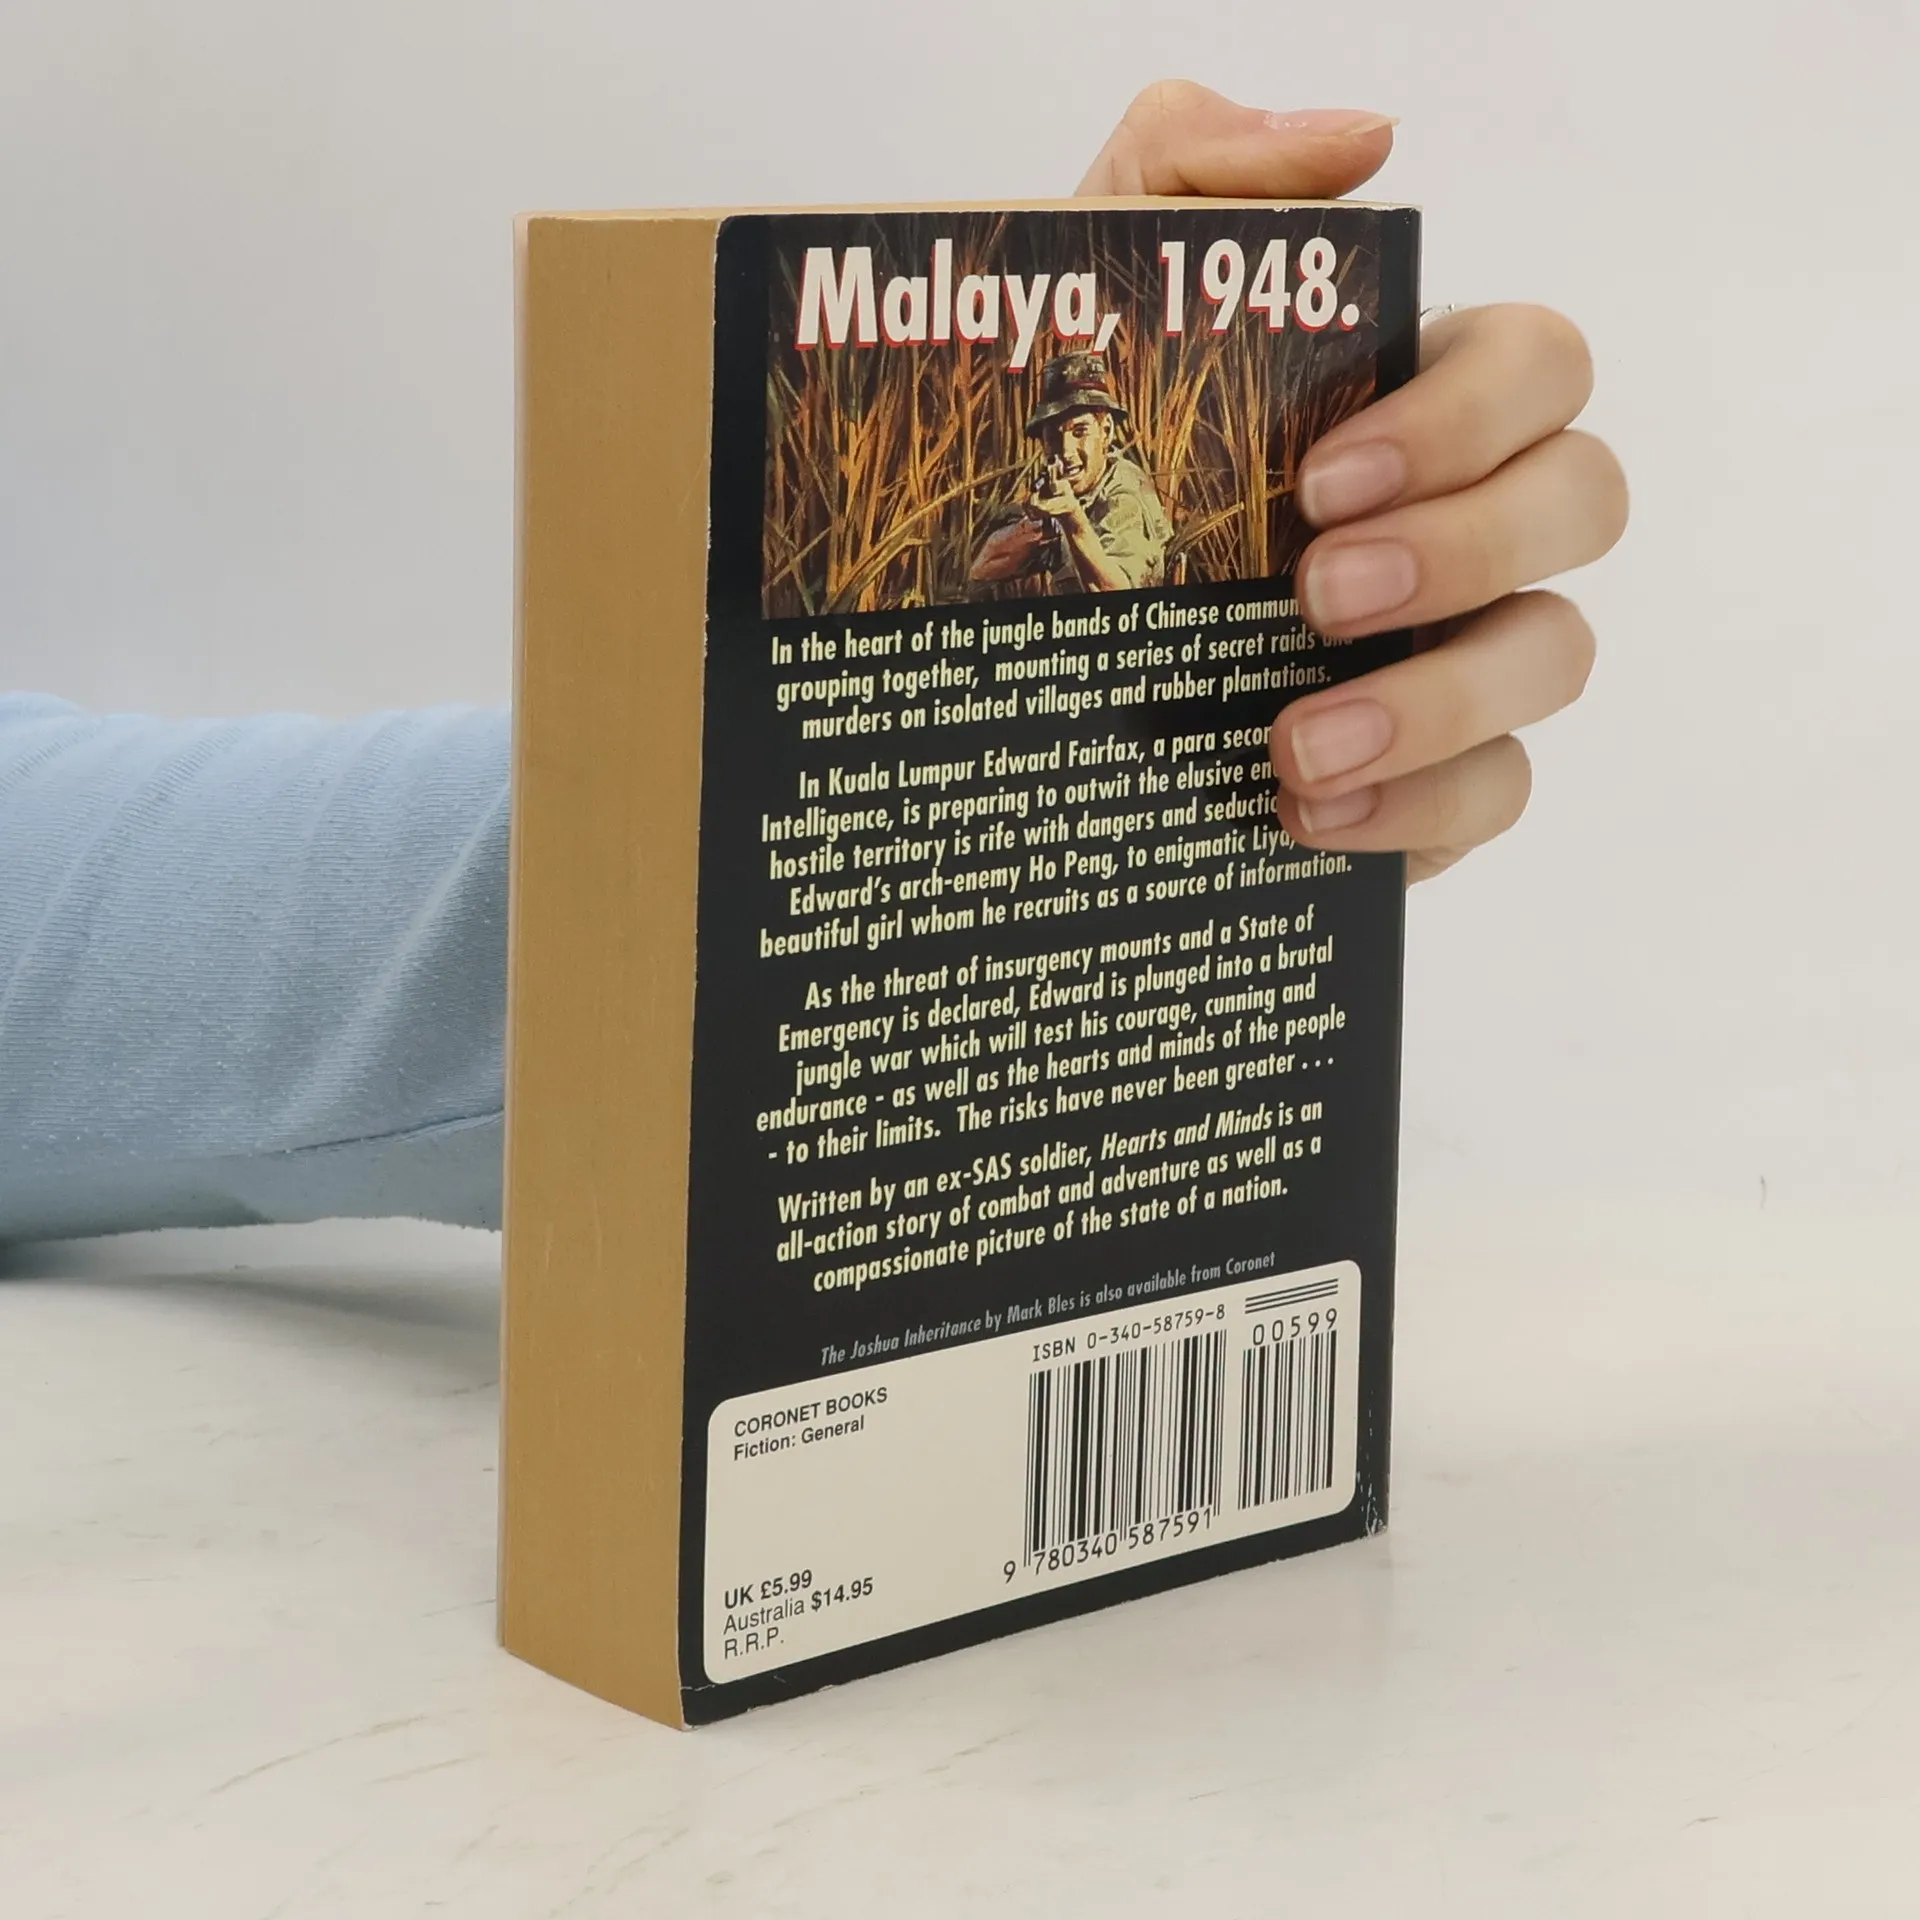 Malaya, 1948.
In the heart of the jungle bands of Chinese
grouping together, mounting a series of secret raids
murders on isolated villages and rubber plantations.
In Kuala Lumpur Edward Fairfax, a para
Intelligence, is preparing to outwit the elusive
hostile territory is rife with dangers and
Edward's arch-enemy Ho Peng, to enigmatic Liya,
beautiful girl whom he recruits as a source of information.
As the threat of insurgency mounts and a State of
Emergency is declared, Edward is plunged into a brutal
jungle war which will test his courage, cunning and
endurance - as well as the hearts and minds of the people
- to their limits. The risks have never been greater . . .
Written by an ex-SAS soldier, Hearts and Minds is an
all-action story of combat and adventure as well as a
compassionate picture of the state of a nation.
The Joshua Inheritance by Mark Bles is also available from Coronet
ISBN 0-340-58759-8
00599
CORONET BOOKS
Fiction: General
9 780340 587591
UK £5.99
Australia $14.95
R.R.P.